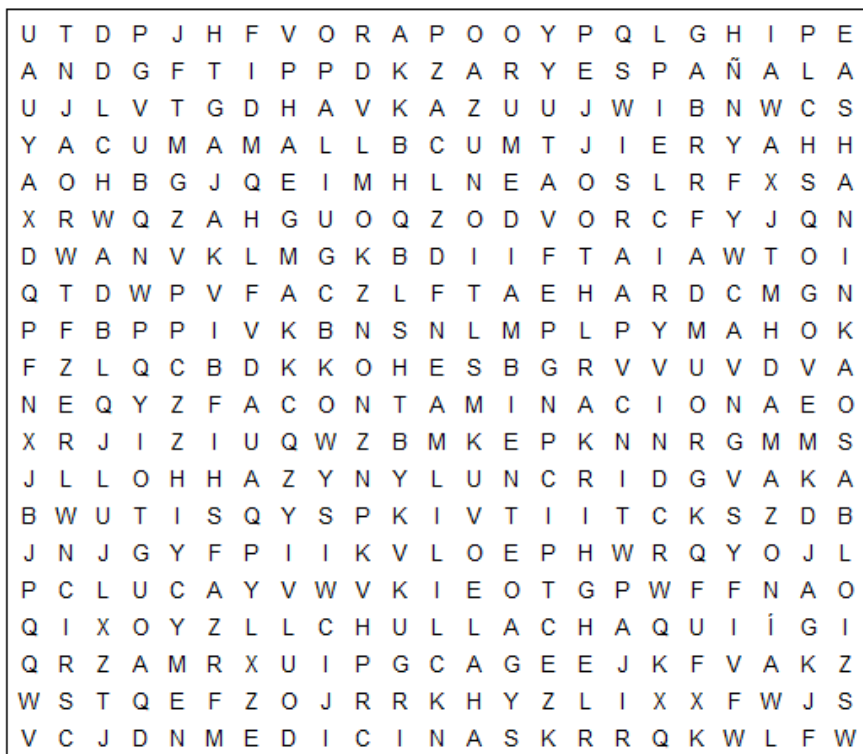 U T D P J H F V O R A P O O Y P Q L G H I P E
A N D G F T I P P D K Z A R Y E S P A Ñ A L A
U J L V T G D H A V K A Z U U J W I B N W C S
Y A C U M A M A L L B C U M T J I E R Y A H H
A O H B G J Q E I M H L N E A O S L R F X S A
X R W Q Z A H G U O Q Z O D V O R C F Y J Q N
D W A N V K L M G K B D I I F T A I A W T O I
Q T D W P V F A C Z L F T A E H A R D C M G N
P F B P P I V K B N S N L M P L P Y M A H O K
F Z L Q C B D K K O H E S B G R V V U V D V A
N E Q Y Z F A C O N T A M I N A C I O N A E O
X R J I Z I U Q W Z B M K E P K N N R G M M S
J L L O H H A Z Y N Y L U N C R I D G V A K A
B W U T I S Q Y S P K I V T I I T C K S Z D B
J N J G Y F P I I K V L O E P H W R Q Y O J L
P C L U C A Y V W V K I E O T G P W F F N A O
Q I X O Y Z L L C H U L L A C H A Q U I Í G I
Q R Z A M R X U I P G C A G E E J K F V A K Z
W S T Q E F Z O J R R K H Y Z L I X X F W J S
V C J D N M E D I C I N A S K R R Q K W L F W